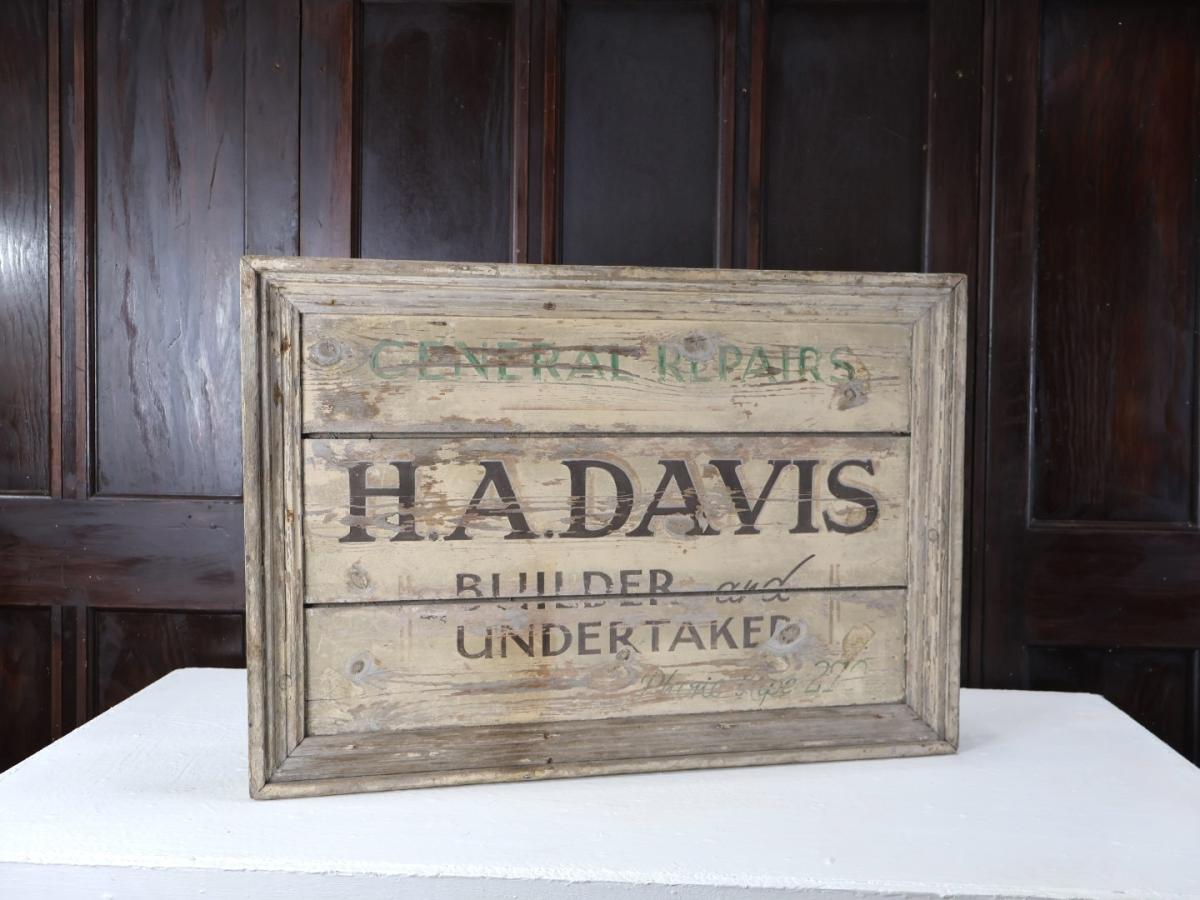 GENERAL REPAIRS
H.A.DAVIS
BUILDER and
UNDERTAKER
Phone